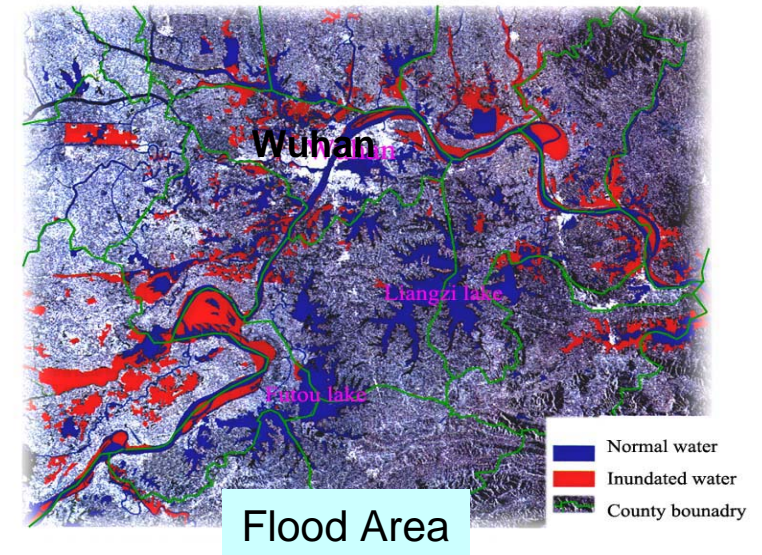 Wuhan
Liangzi lake
Futou lake
Normal water
Inundated water
County bounadry
Flood Area